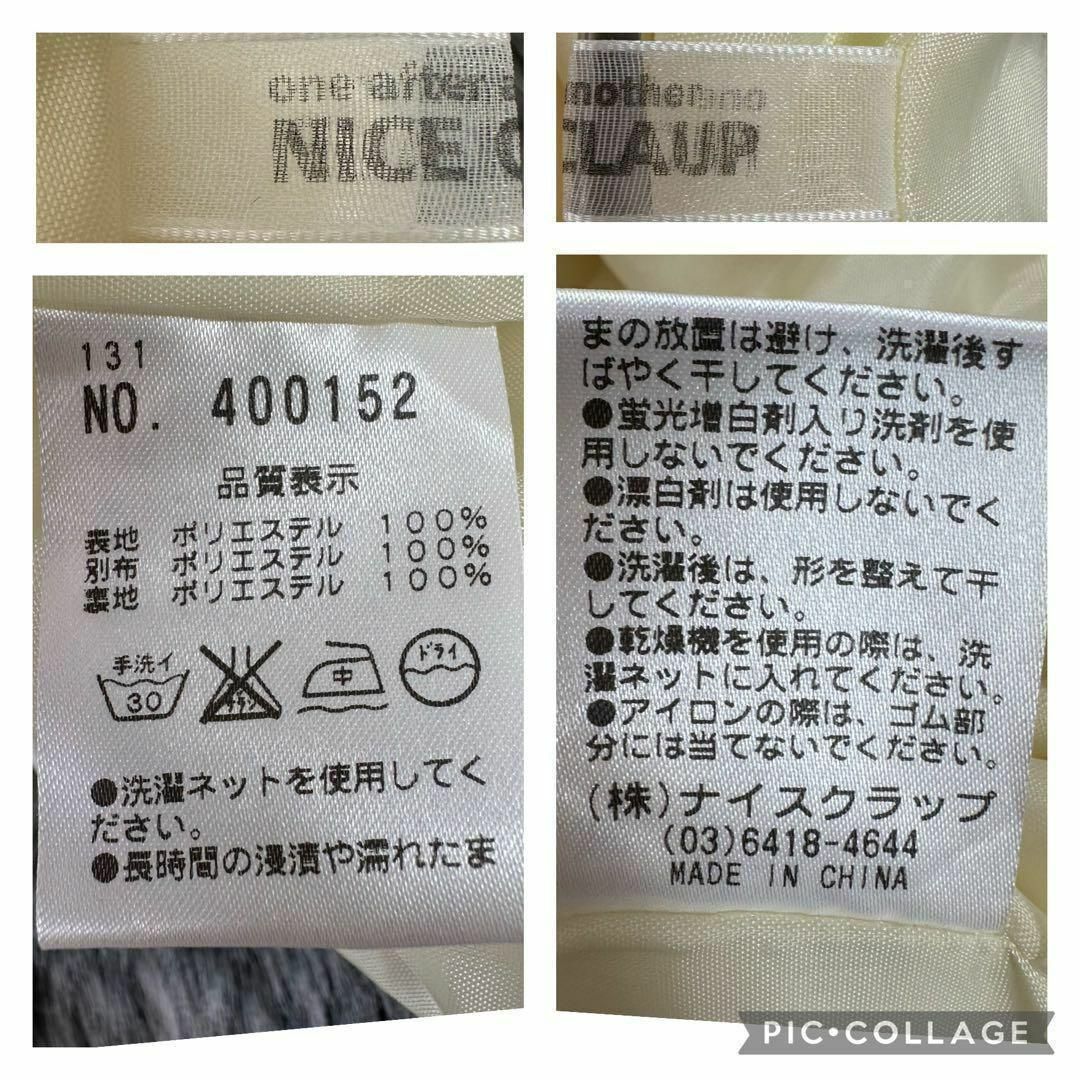 one after a
NICE C
nother ano
CLAUP
131
NO. 400152
品質表示
表地 ポリエステル 100%
別布 ポリエステル 100%
裏地 ポリエステル 100%
手洗イ
30
エンソ
サラシ
中
ドライ
●洗濯ネットを使用してく
ださい。
●長時間の浸漬や濡れたま
まの放置は避け、洗濯後す
ばやく干してください。
●蛍光増白剤入り洗剤を使
用しないでください。
●漂白剤は使用しないでく
ださい。
●洗濯後は、形を整えて干
してください。
●乾燥機を使用の際は、洗
濯ネットに入れてください。
●アイロンの際は、ゴム部
分には当てないでください。
(株)ナイスクラップ
(03)6418-4644
MADE IN CHINA
PIC•COLLAGE